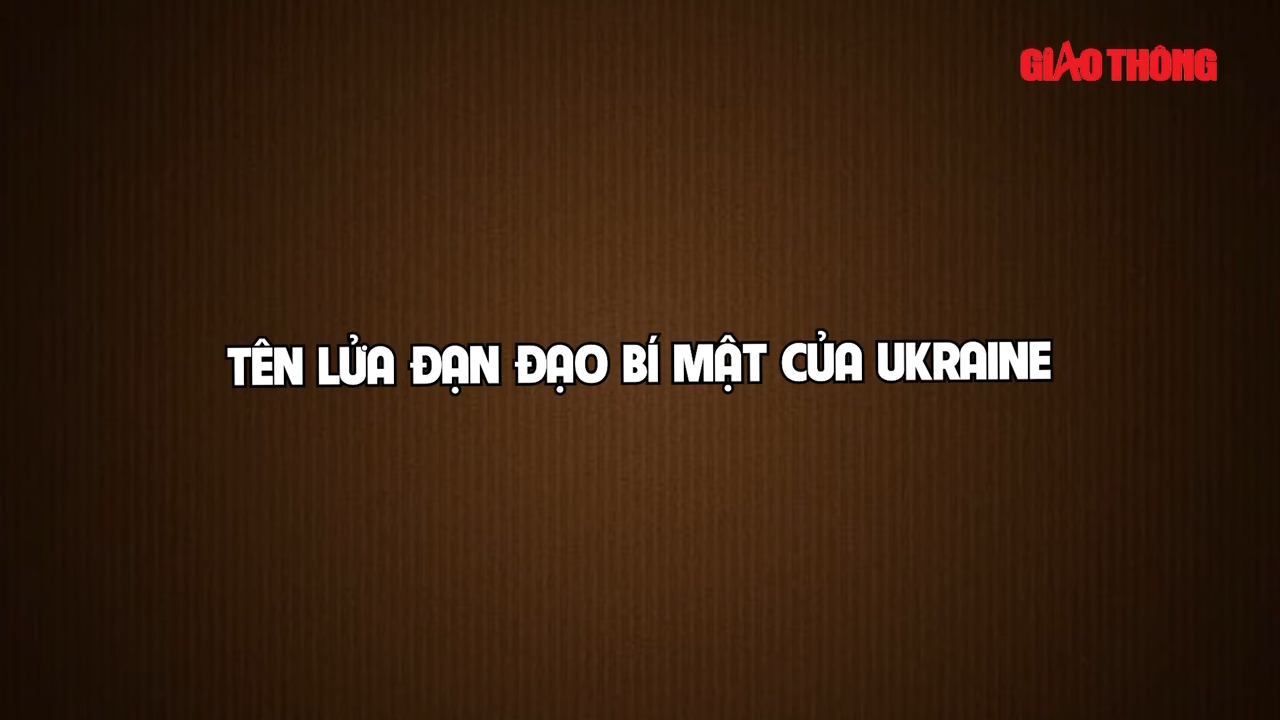 GIAO THÔNG
TÊN LỬA ĐẠN ĐẠO BÍ MẬT CỦA UKRAINE